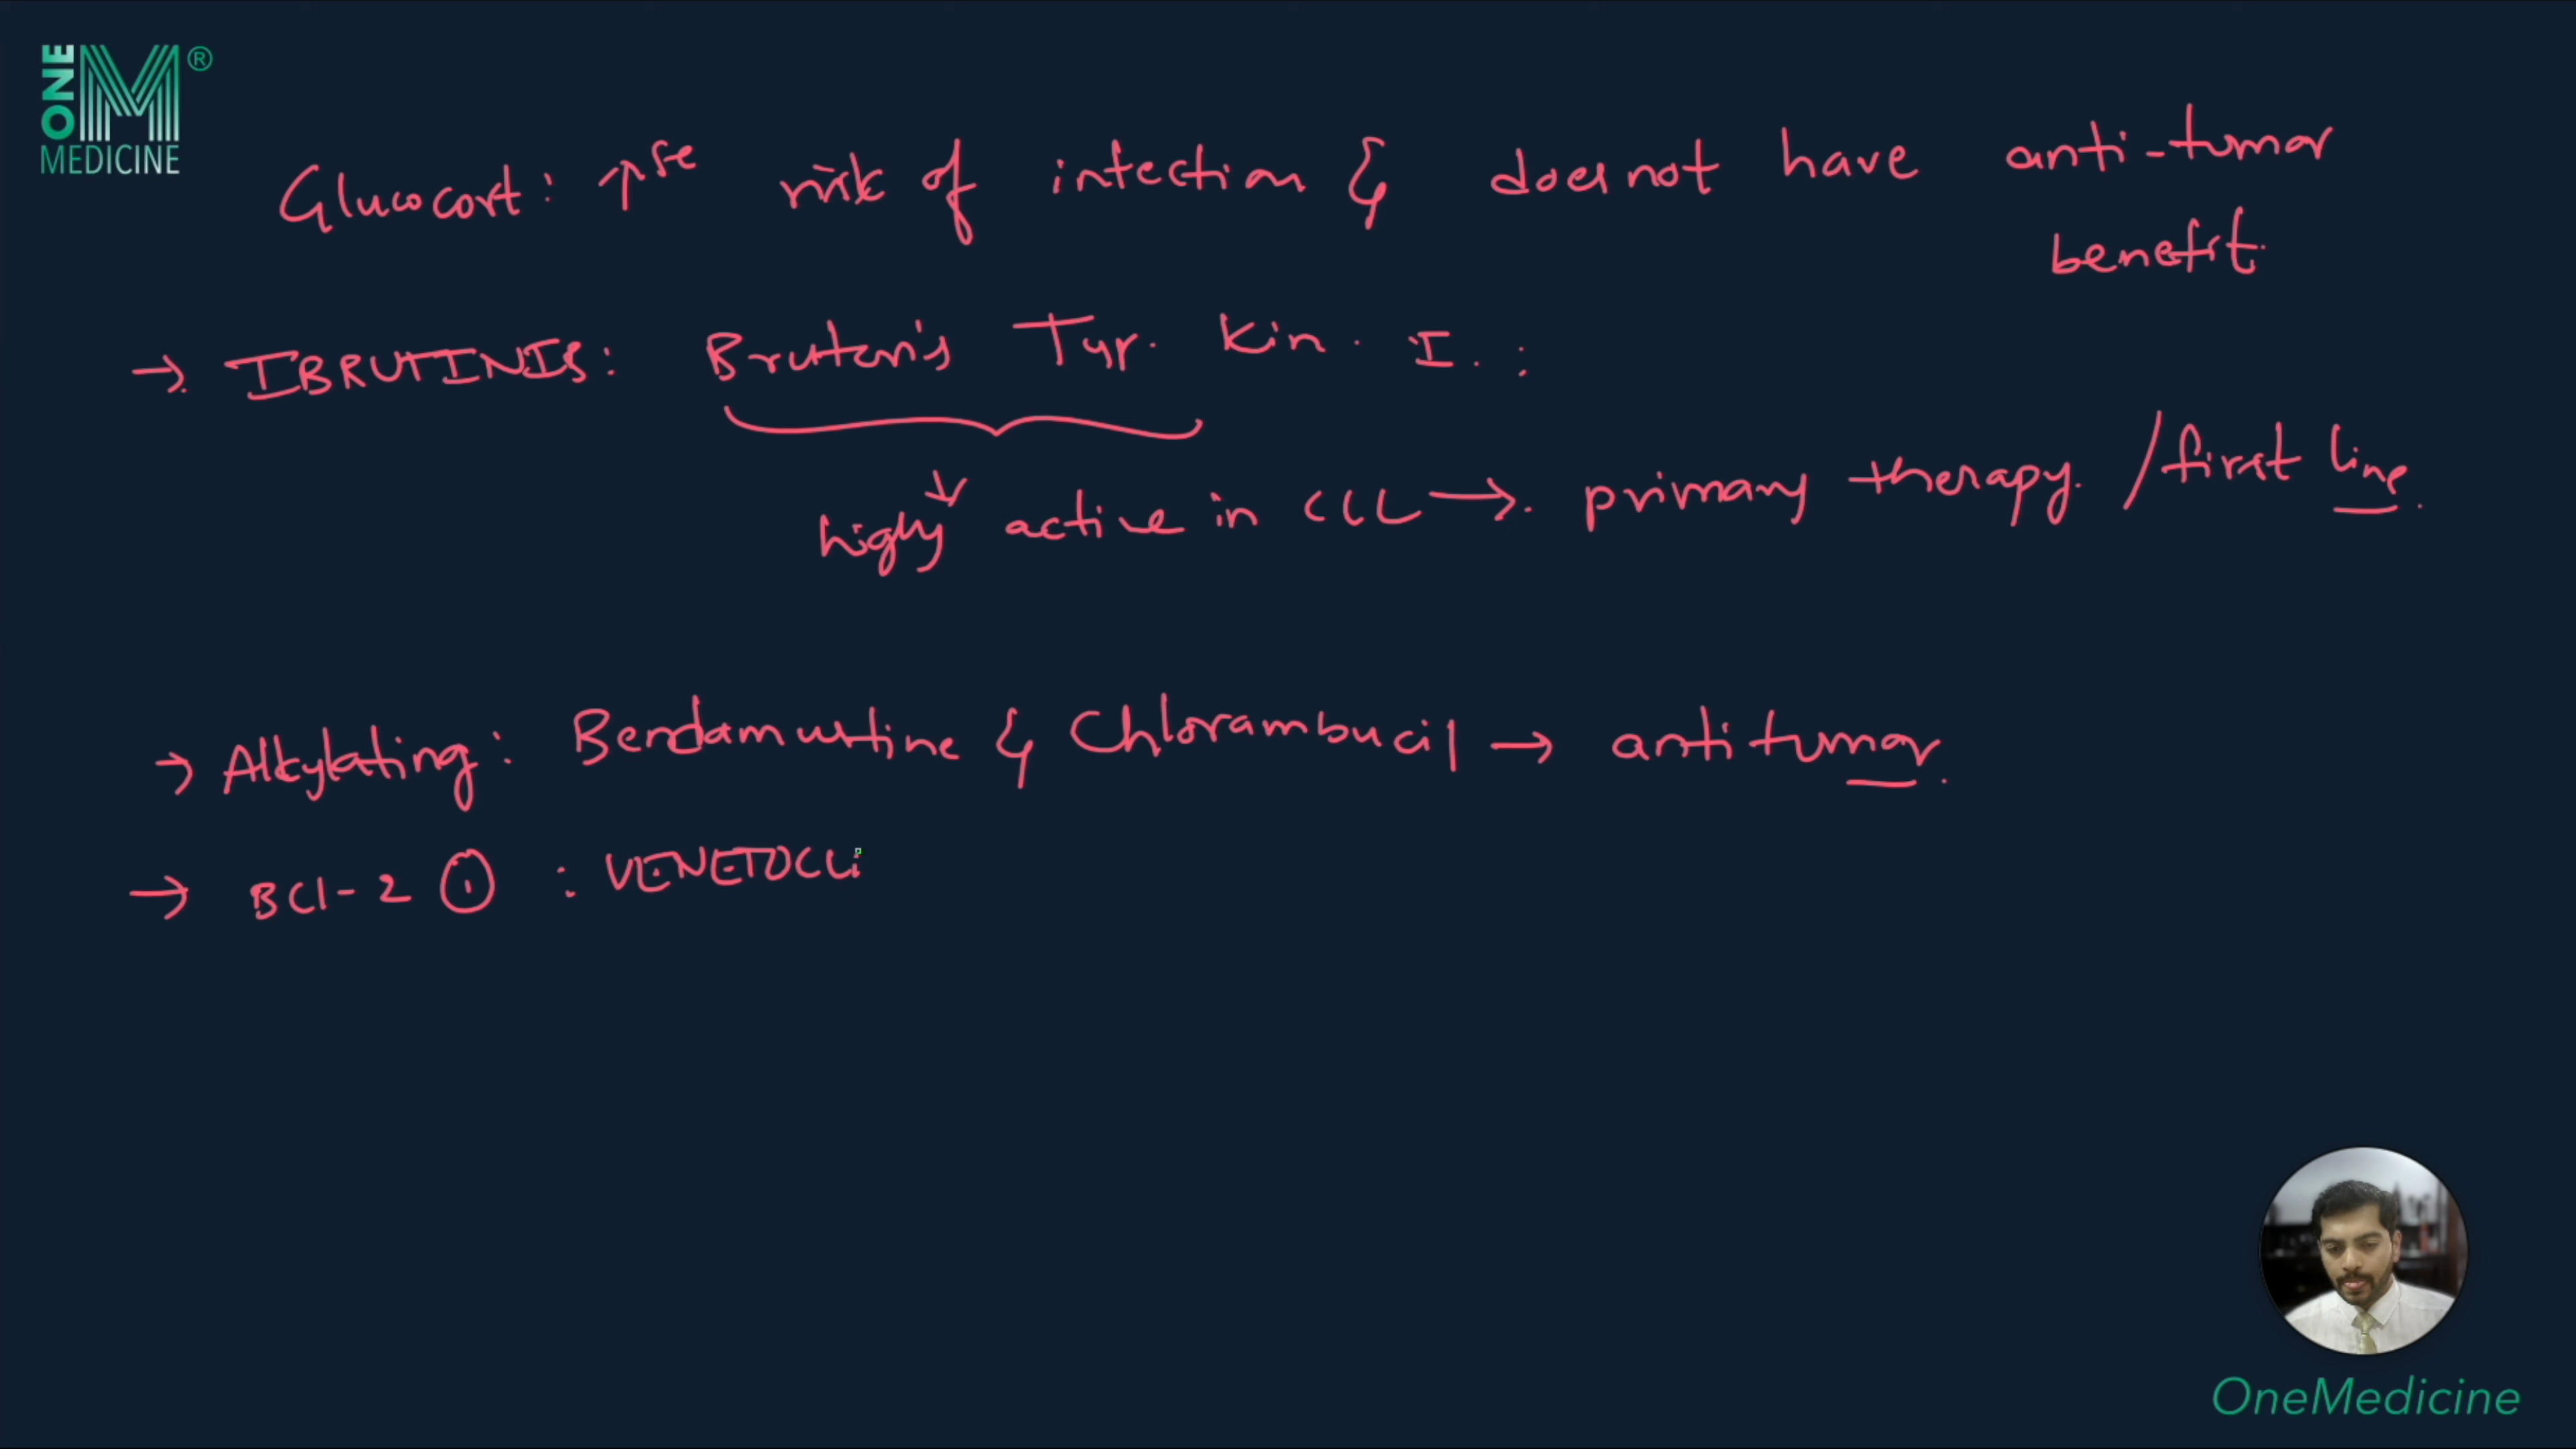 ONE M ®
MEDICINE
Glucocort: ↑se risk of infection & does not have anti-tumor
benefit.
→ IBRUTINIB: Bruton's Tyr. Kin. I. :
↓
highly active in CLL → primary therapy. / first line.
→ Alkylating: Bendamustine & Chlorambucil → antitumor.
→ BCl-2 Ⓘ : VENETOCLA
OneMedicine